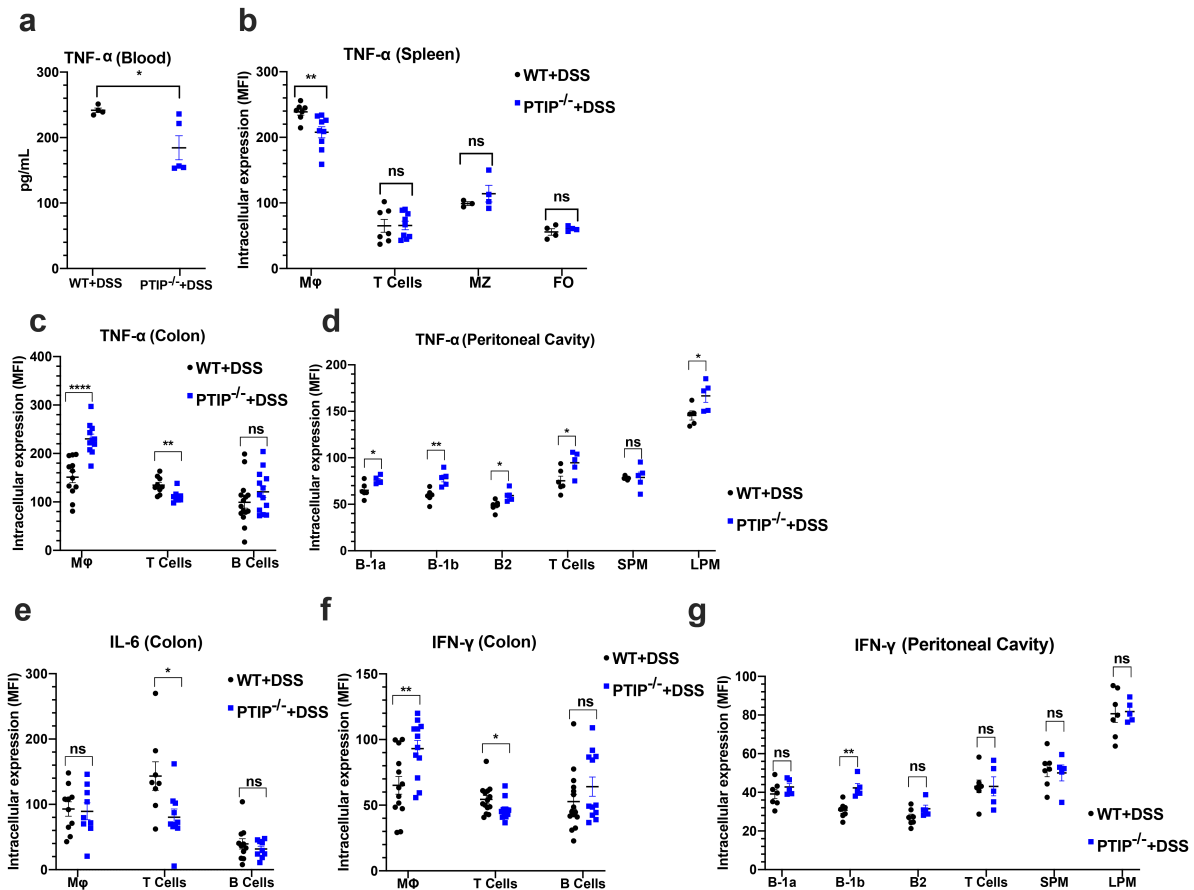 a
TNF- α (Blood)
300
200
100
0
pg/mL
*
WT+DSS
PTIP-/-+DSS
b
TNF-α (Spleen)
WT+DSS
PTIP-/-+DSS
Intracellular expression (MFI)
300
200
100
0
**
ns
ns
ns
Mφ
T Cells
MZ
FO
c
TNF-α (Colon)
WT+DSS
PTIP-/-+DSS
Intracellular expression (MFI)
400
300
200
100
0
****
**
ns
Mφ
T Cells
B Cells
d
TNF-α (Peritoneal Cavity)
Intracellular expression (MFI)
200
150
100
50
0
*
**
*
*
ns
*
WT+DSS
PTIP-/-+DSS
B-1a
B-1b
B2
T Cells
SPM
LPM
e
IL-6 (Colon)
WT+DSS
PTIP-/-+DSS
Intracellular expression (MFI)
300
200
100
0
ns
*
ns
Mφ
T Cells
B Cells
f
IFN-γ (Colon)
WT+DSS
PTIP-/-+DSS
Intracellular expression (MFI)
150
100
50
0
**
*
ns
MΦ
T Cells
B Cells
g
IFN-γ (Peritoneal Cavity)
Intracellular expression (MFI)
100
80
60
40
20
0
ns
**
ns
ns
ns
ns
WT+DSS
PTIP-/-+DSS
B-1a
B-1b
B2
T Cells
SPM
LPM